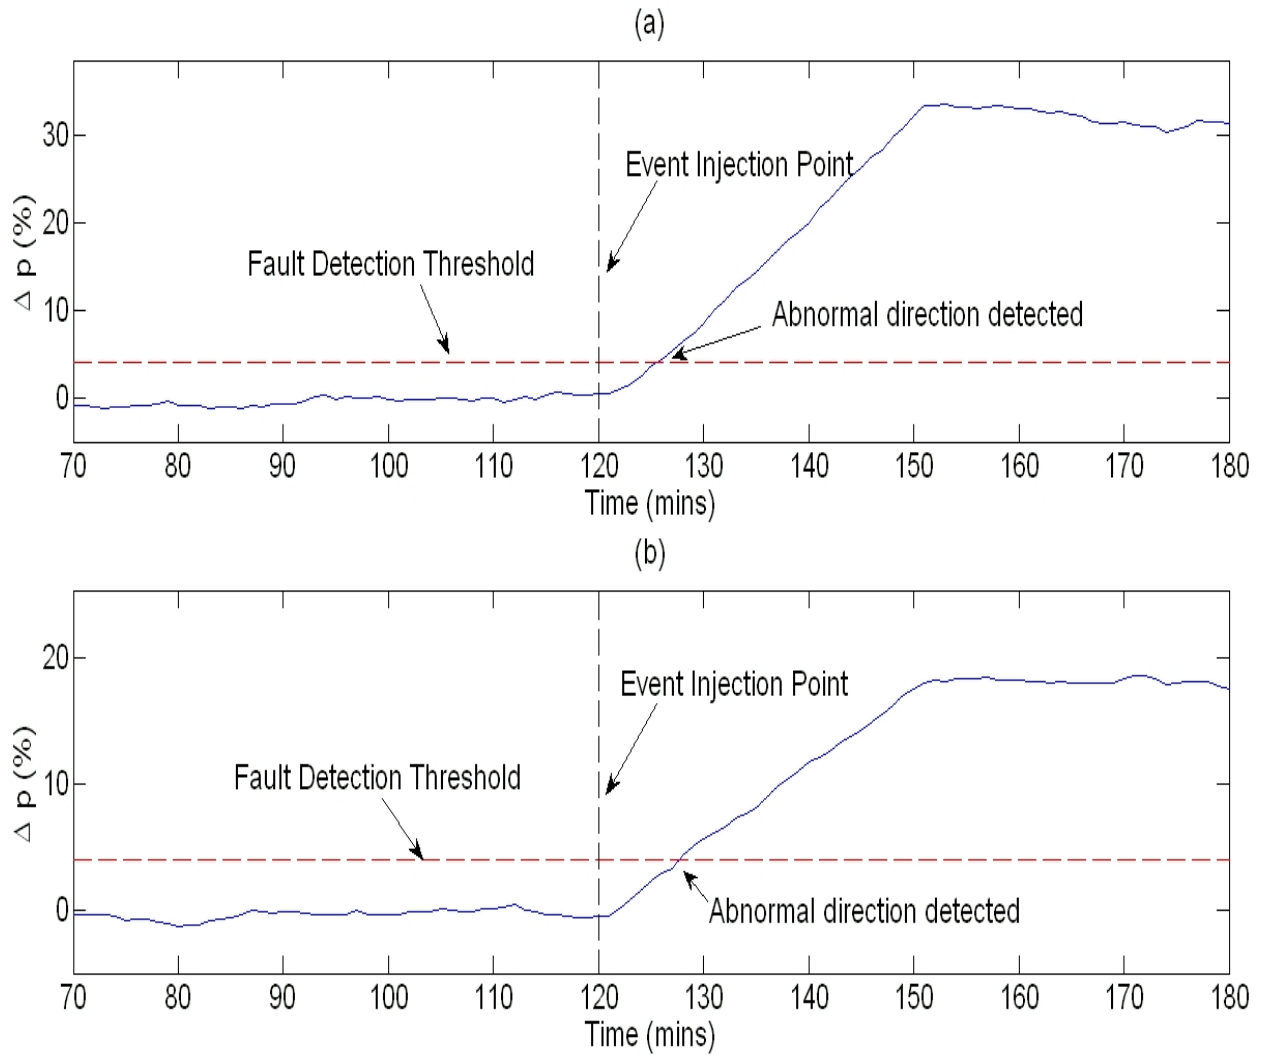 (a)
30
20
10
0
Δ p (%)
Event Injection Point
Fault Detection Threshold
Abnormal direction detected
70 80 90 100 110 120 130 140 150 160 170 180
Time (mins)
(b)
20
10
0
Δ p (%)
Event Injection Point
Fault Detection Threshold
Abnormal direction detected
70 80 90 100 110 120 130 140 150 160 170 180
Time (mins)